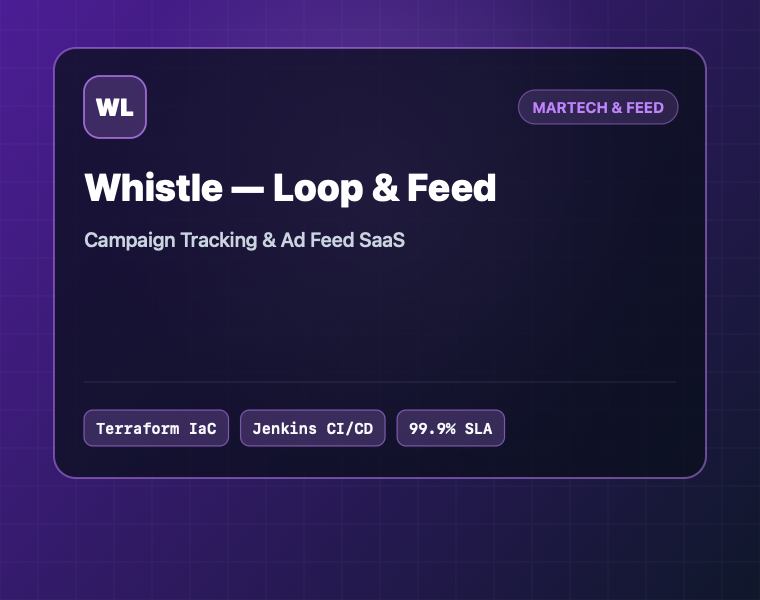 WL
MARTECH & FEED
Whistle — Loop & Feed
Campaign Tracking & Ad Feed SaaS
Terraform IaC
Jenkins CI/CD
99.9% SLA